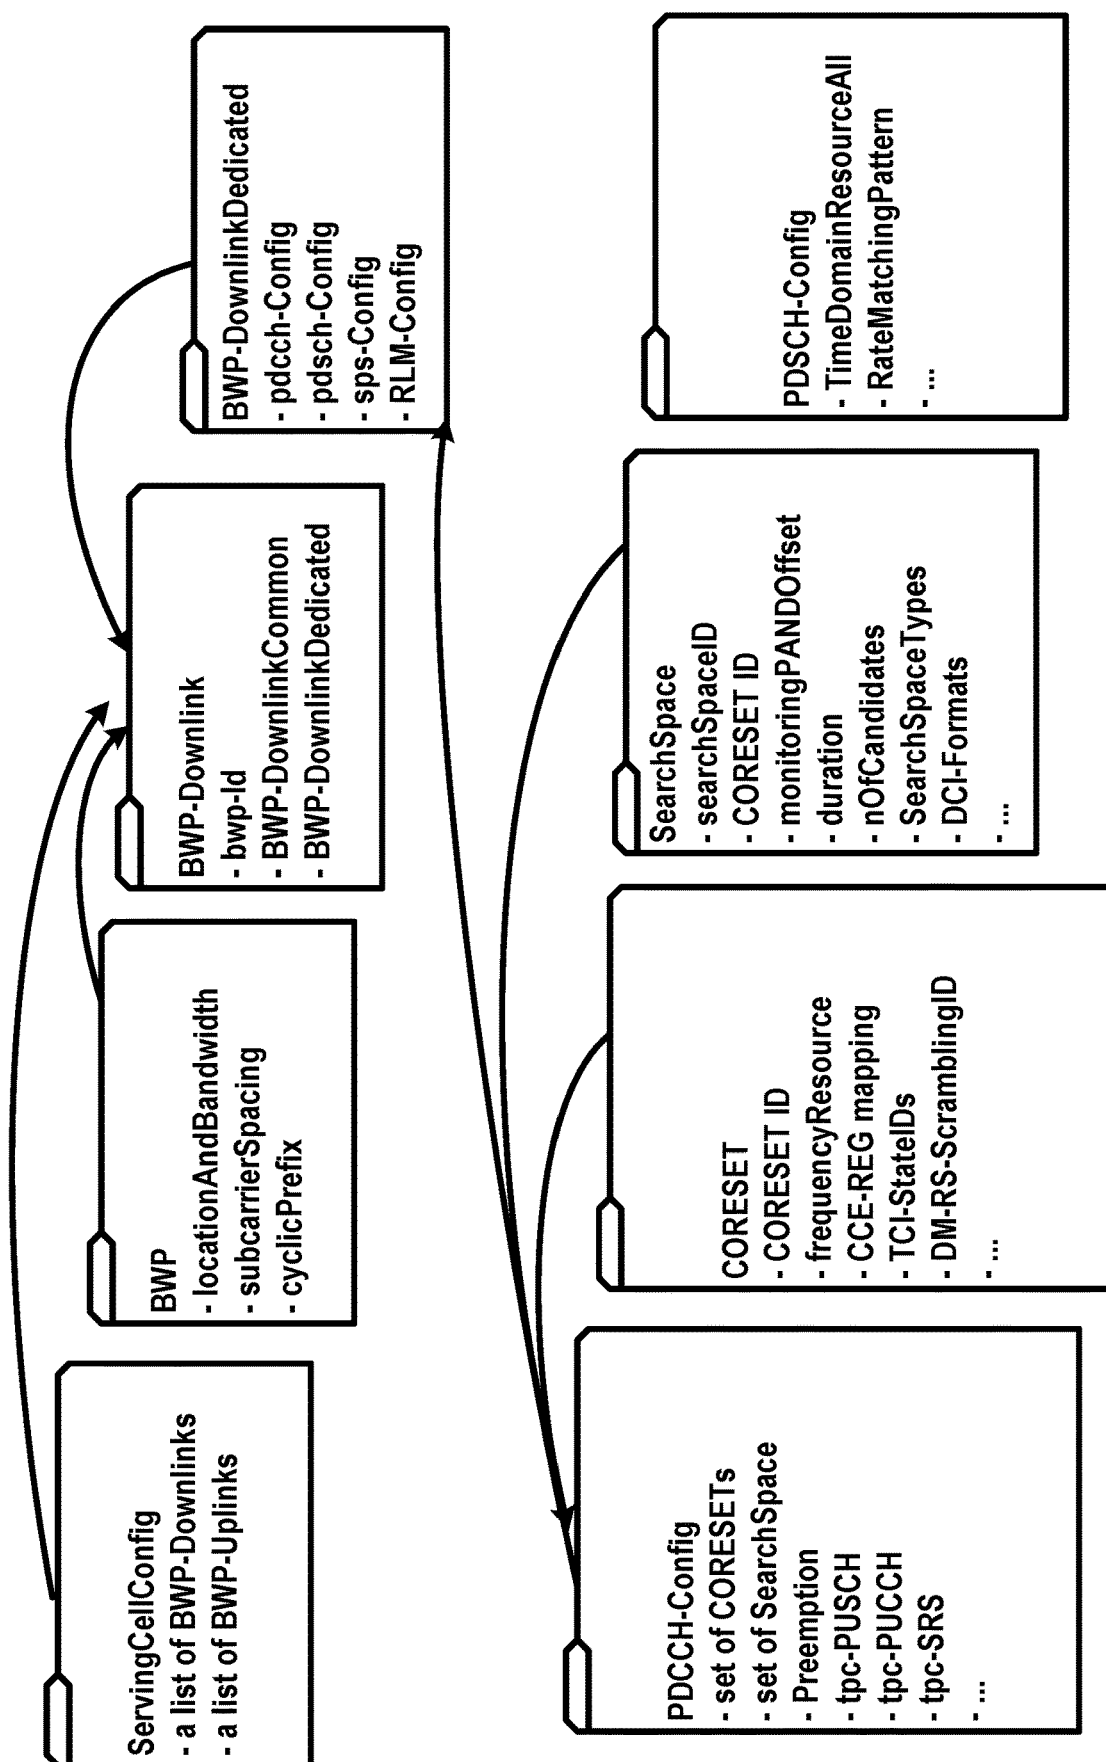 ServingCellConfig
- a list of BWP-Downlinks
- a list of BWP-Uplinks
BWP
- locationAndBandwidth
- subcarrierSpacing
- cyclicPrefix
BWP-Downlink
- bwp-Id
- BWP-DownlinkCommon
- BWP-DownlinkDedicated
BWP-DownlinkDedicated
- pdcch-Config
- pdsch-Config
- sps-Config
- RLM-Config
PDCCH-Config
- set of CORESETs
- set of SearchSpace
- Preemption
- tpc-PUSCH
- tpc-PUCCH
- tpc-SRS
- ...
CORESET
- CORESET ID
- frequencyResource
- CCE-REG mapping
- TCI-StateIDs
- DM-RS-ScramblingID
- ...
SearchSpace
- searchSpaceID
- CORESET ID
- monitoringPANDOffset
- duration
- nOfCandidates
- SearchSpaceTypes
- DCI-Formats
- ...
PDSCH-Config
- TimeDomainResourceAll
- RateMatchingPattern
- ...